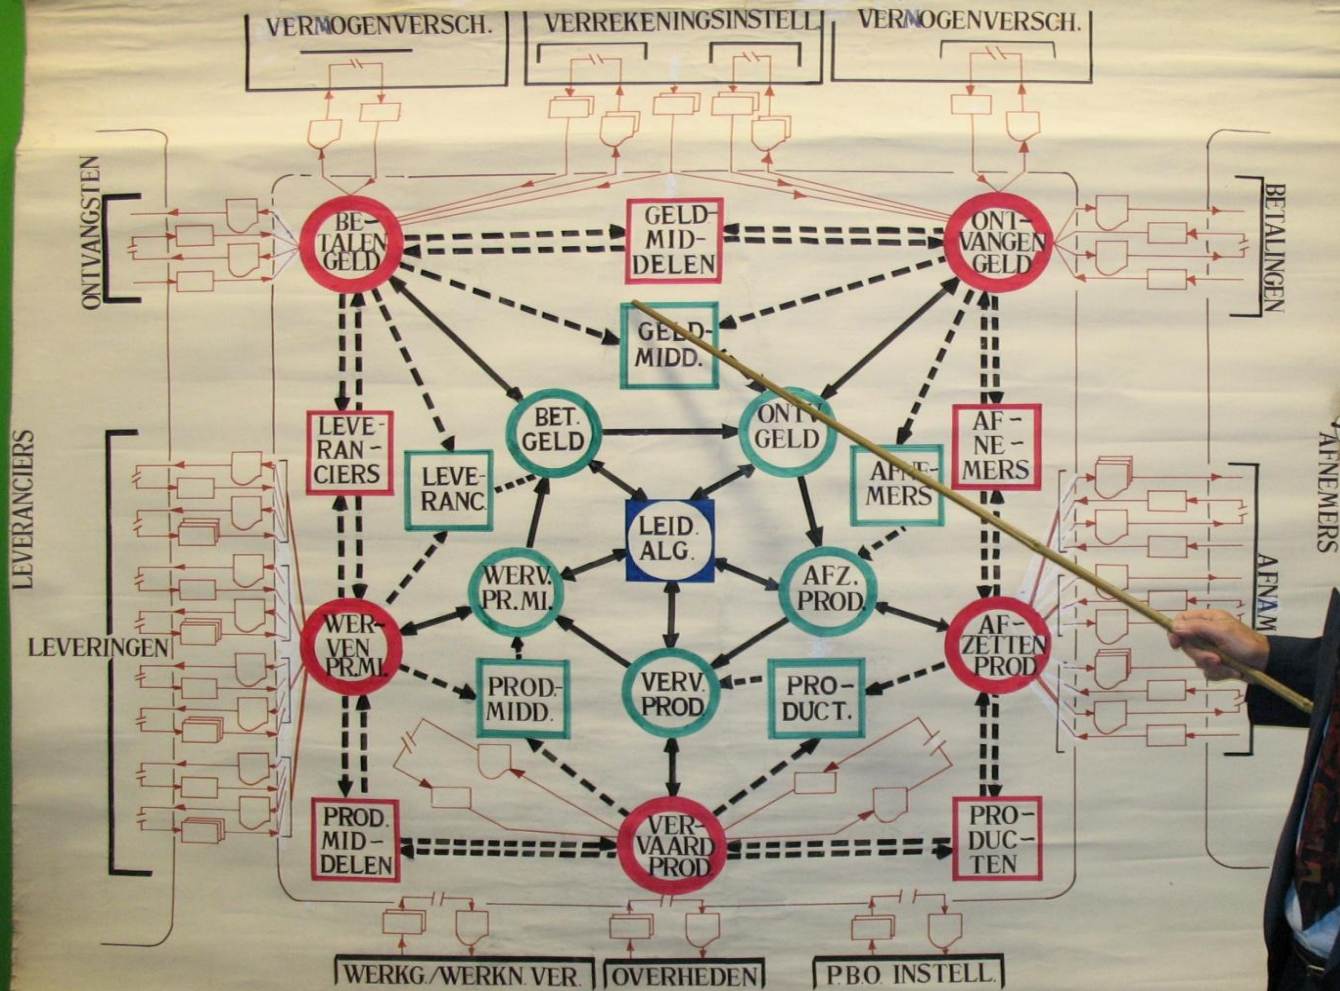 VERMOGENVERSCH.
VERREKENINGSINSTELL
VERMOGENVERSCH.
ONTVANGSTEN
BE-
TALEN
GELD
GELD-
MID-
DELEN
ONT-
VANGEN
GELD
BETALINGEN
GELD-
MIDD.
LEVE-
RAN-
CIERS
LEVE-
RANC.
BET.
GELD
ONTV
GELD
AFNE-
MERS
AF-
NE-
MERS
LEVERANCIERS
AFNEMERS
LEID.
ALG.
WERV.
PR.MI.
AFZ.
PROD.
AFNAM
LEVERINGEN
WER-
VEN
PR.MI.
PROD.-
MIDD.
VERV.
PROD.
PRO-
DUCT.
AF-
ZETTEN
PROD
PROD.
MID-
DELEN
VER-
VAARD
PROD
PRO-
DUC-
TEN
WERKG./WERKN.VER.
OVERHEDEN
P.B.O. INSTELL.